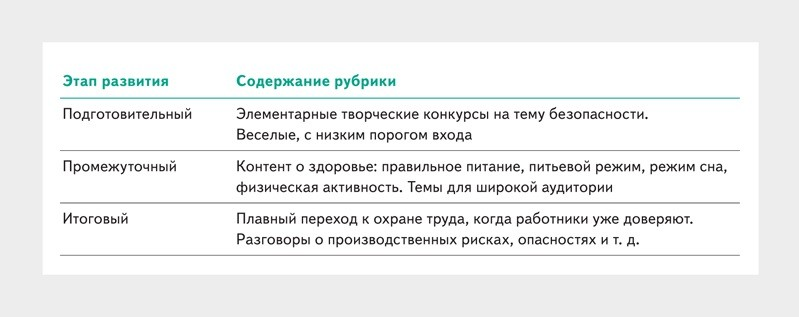 Этап развития Содержание рубрики
Подготовительный Элементарные творческие конкурсы на тему безопасности.
Веселые, с низким порогом входа
Промежуточный Контент о здоровье: правильное питание, питьевой режим, режим сна,
физическая активность. Темы для широкой аудитории
Итоговый Плавный переход к охране труда, когда работники уже доверяют.
Разговоры о производственных рисках, опасностях и т. д.